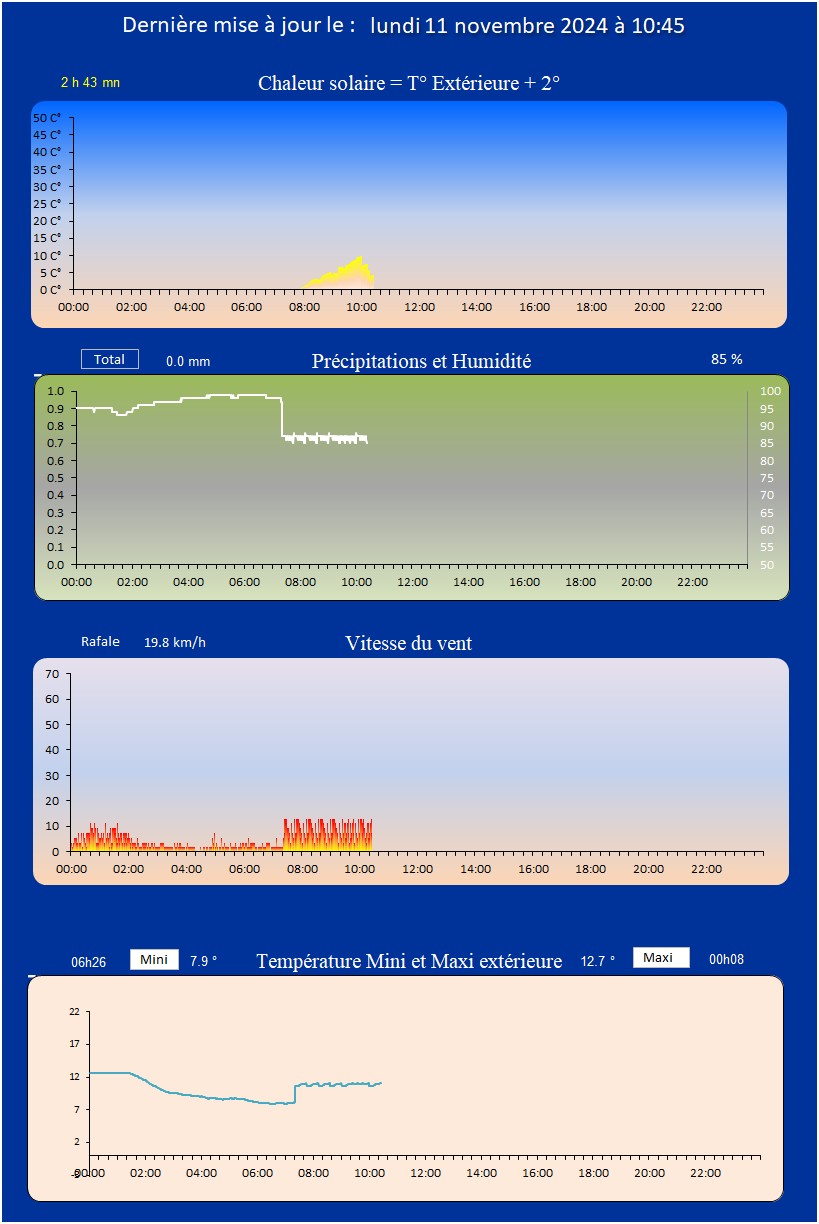 Dernière mise à jour le : lundi 11 novembre 2024 à 10:45
2 h 43 mn Chaleur solaire = T° Extérieure + 2°
50 C°
45 C°
40 C°
35 C°
30 C°
25 C°
20 C°
15 C°
10 C°
5 C°
0 C°
00:00 02:00 04:00 06:00 08:00 10:00 12:00 14:00 16:00 18:00 20:00 22:00
Total 0.0 mm Précipitations et Humidité 85 %
1.0 100
0.9 95
0.8 90
0.7 85
0.6 80
0.5 75
0.4 70
0.3 65
0.2 60
0.1 55
0.0 50
00:00 02:00 04:00 06:00 08:00 10:00 12:00 14:00 16:00 18:00 20:00 22:00
Rafale 19.8 km/h Vitesse du vent
70
60
50
40
30
20
10
0
00:00 02:00 04:00 06:00 08:00 10:00 12:00 14:00 16:00 18:00 20:00 22:00
06h26 Mini 7.9 ° Température Mini et Maxi extérieure 12.7 ° Maxi 00h08
22
17
12
7
2
-3 00:00 02:00 04:00 06:00 08:00 10:00 12:00 14:00 16:00 18:00 20:00 22:00